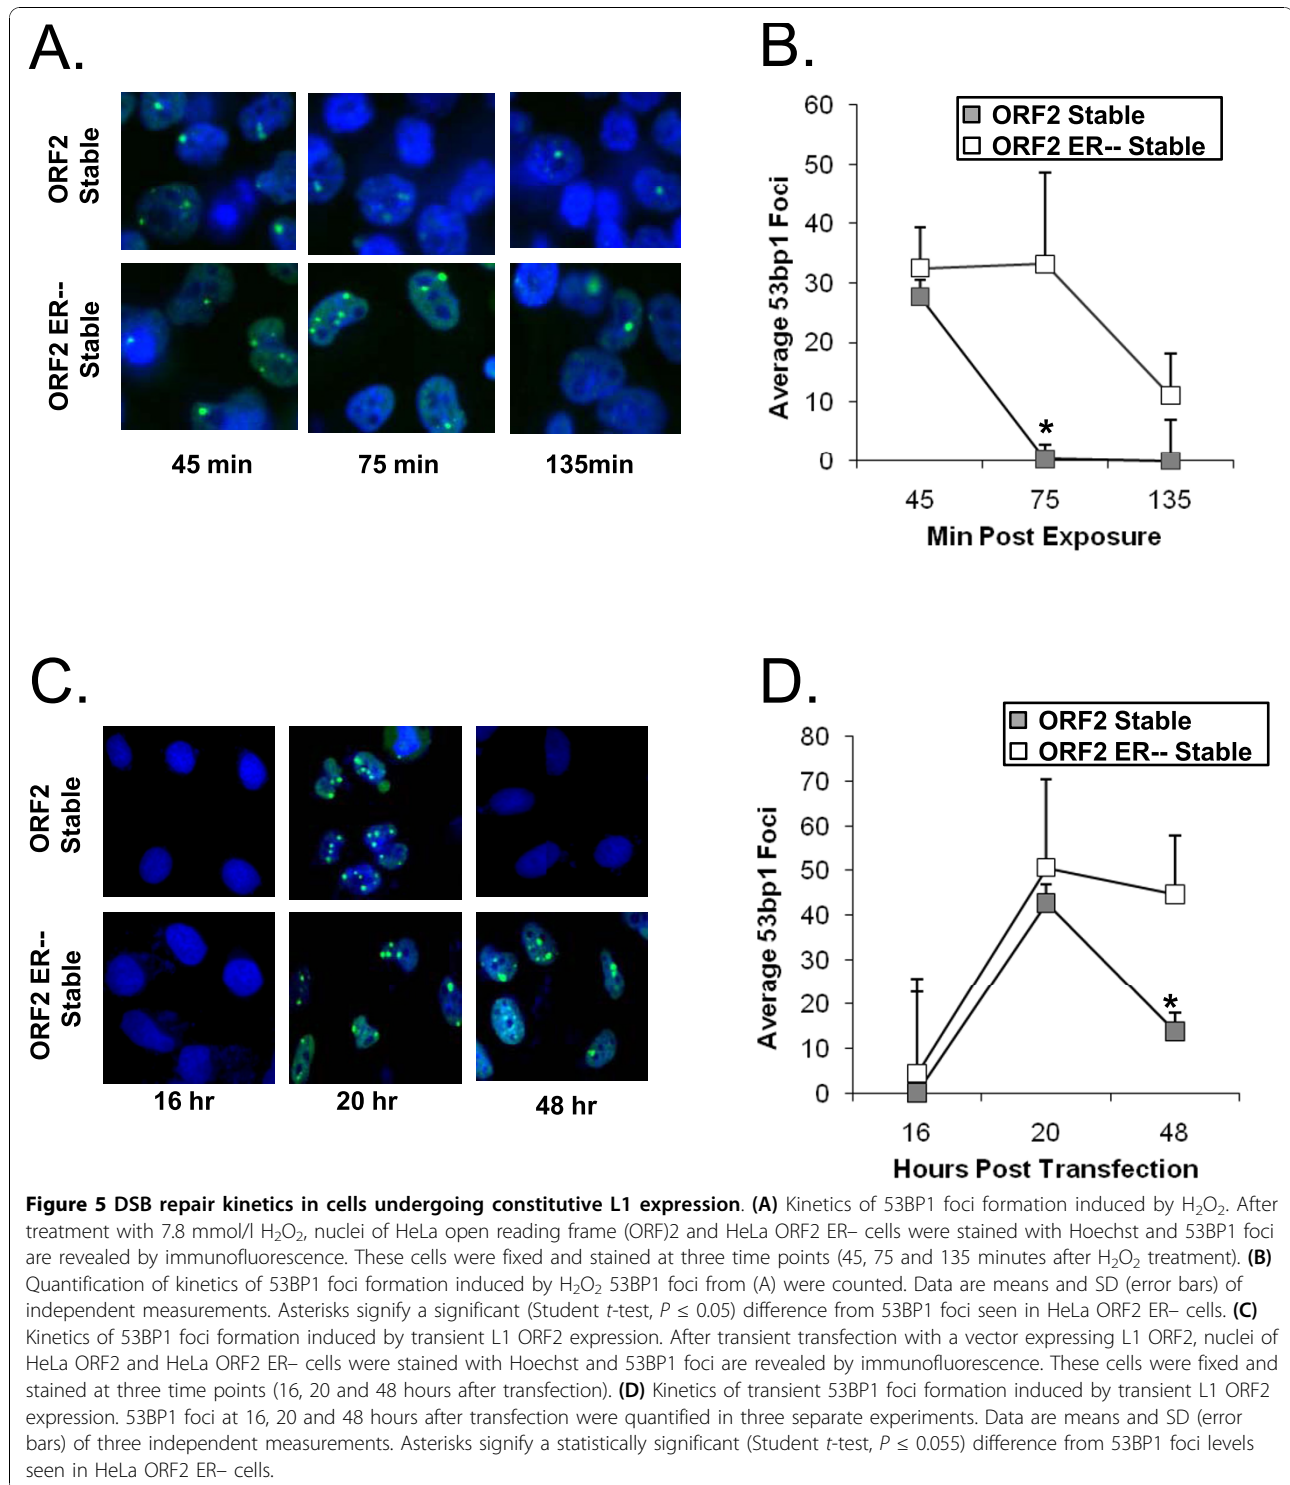 A.
ORF2
Stable
ORF2 ER--
Stable
45 min
75 min
135min
B.
ORF2 Stable
ORF2 ER-- Stable
60
50
40
30
20
10
0
Average 53bp1 Foci
*
45
75
135
Min Post Exposure
C.
ORF2
Stable
ORF2 ER--
Stable
16 hr
20 hr
48 hr
D.
ORF2 Stable
ORF2 ER-- Stable
80
70
60
50
40
30
20
10
0
Average 53bp1 Foci
*
16
20
48
Hours Post Transfection
Figure 5 DSB repair kinetics in cells undergoing constitutive L1 expression. (A) Kinetics of 53BP1 foci formation induced by H₂O₂. After
treatment with 7.8 mmol/l H₂O₂, nuclei of HeLa open reading frame (ORF)2 and HeLa ORF2 ER– cells were stained with Hoechst and 53BP1 foci
are revealed by immunofluorescence. These cells were fixed and stained at three time points (45, 75 and 135 minutes after H₂O₂ treatment). (B)
Quantification of kinetics of 53BP1 foci formation induced by H₂O₂ 53BP1 foci from (A) were counted. Data are means and SD (error bars) of
independent measurements. Asterisks signify a significant (Student t-test, P ≤ 0.05) difference from 53BP1 foci seen in HeLa ORF2 ER– cells. (C)
Kinetics of 53BP1 foci formation induced by transient L1 ORF2 expression. After transient transfection with a vector expressing L1 ORF2, nuclei of
HeLa ORF2 and HeLa ORF2 ER– cells were stained with Hoechst and 53BP1 foci are revealed by immunofluorescence. These cells were fixed and
stained at three time points (16, 20 and 48 hours after transfection). (D) Kinetics of transient 53BP1 foci formation induced by transient L1 ORF2
expression. 53BP1 foci at 16, 20 and 48 hours after transfection were quantified in three separate experiments. Data are means and SD (error
bars) of three independent measurements. Asterisks signify a statistically significant (Student t-test, P ≤ 0.055) difference from 53BP1 foci levels
seen in HeLa ORF2 ER– cells.